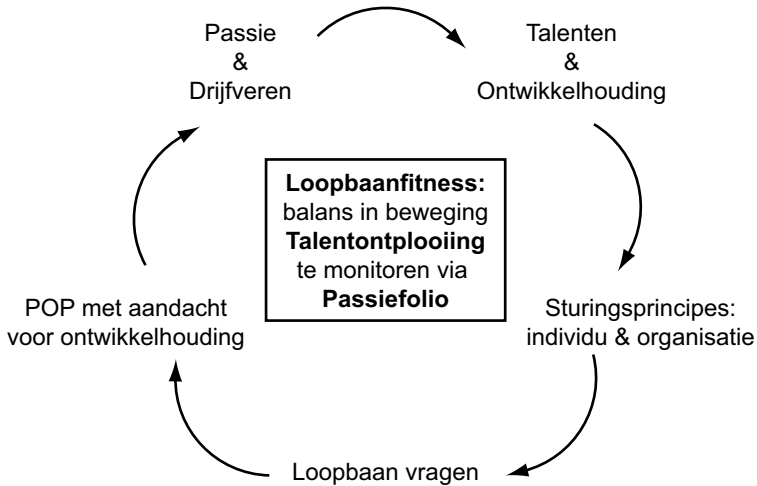 Passie
&
Drijfveren
Talenten
&
Ontwikkelhouding
Loopbaanfitness:
balans in beweging
Talentontplooiing
te monitoren via
Passiefolio
Sturingsprincipes:
individu & organisatie
Loopbaan vragen
POP met aandacht
voor ontwikkelhouding